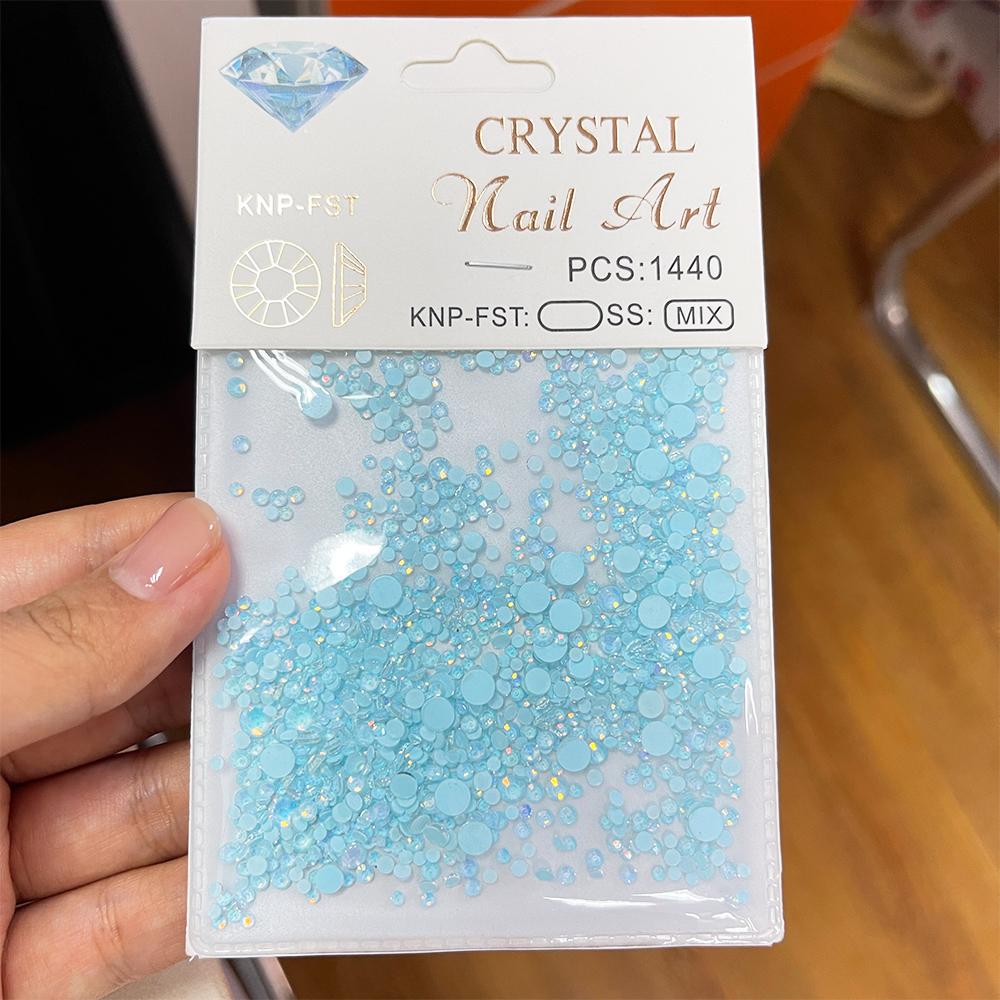 CRYSTAL
Nail Art
KNP-FST
PCS:1440
KNP-FST: SS: MIX